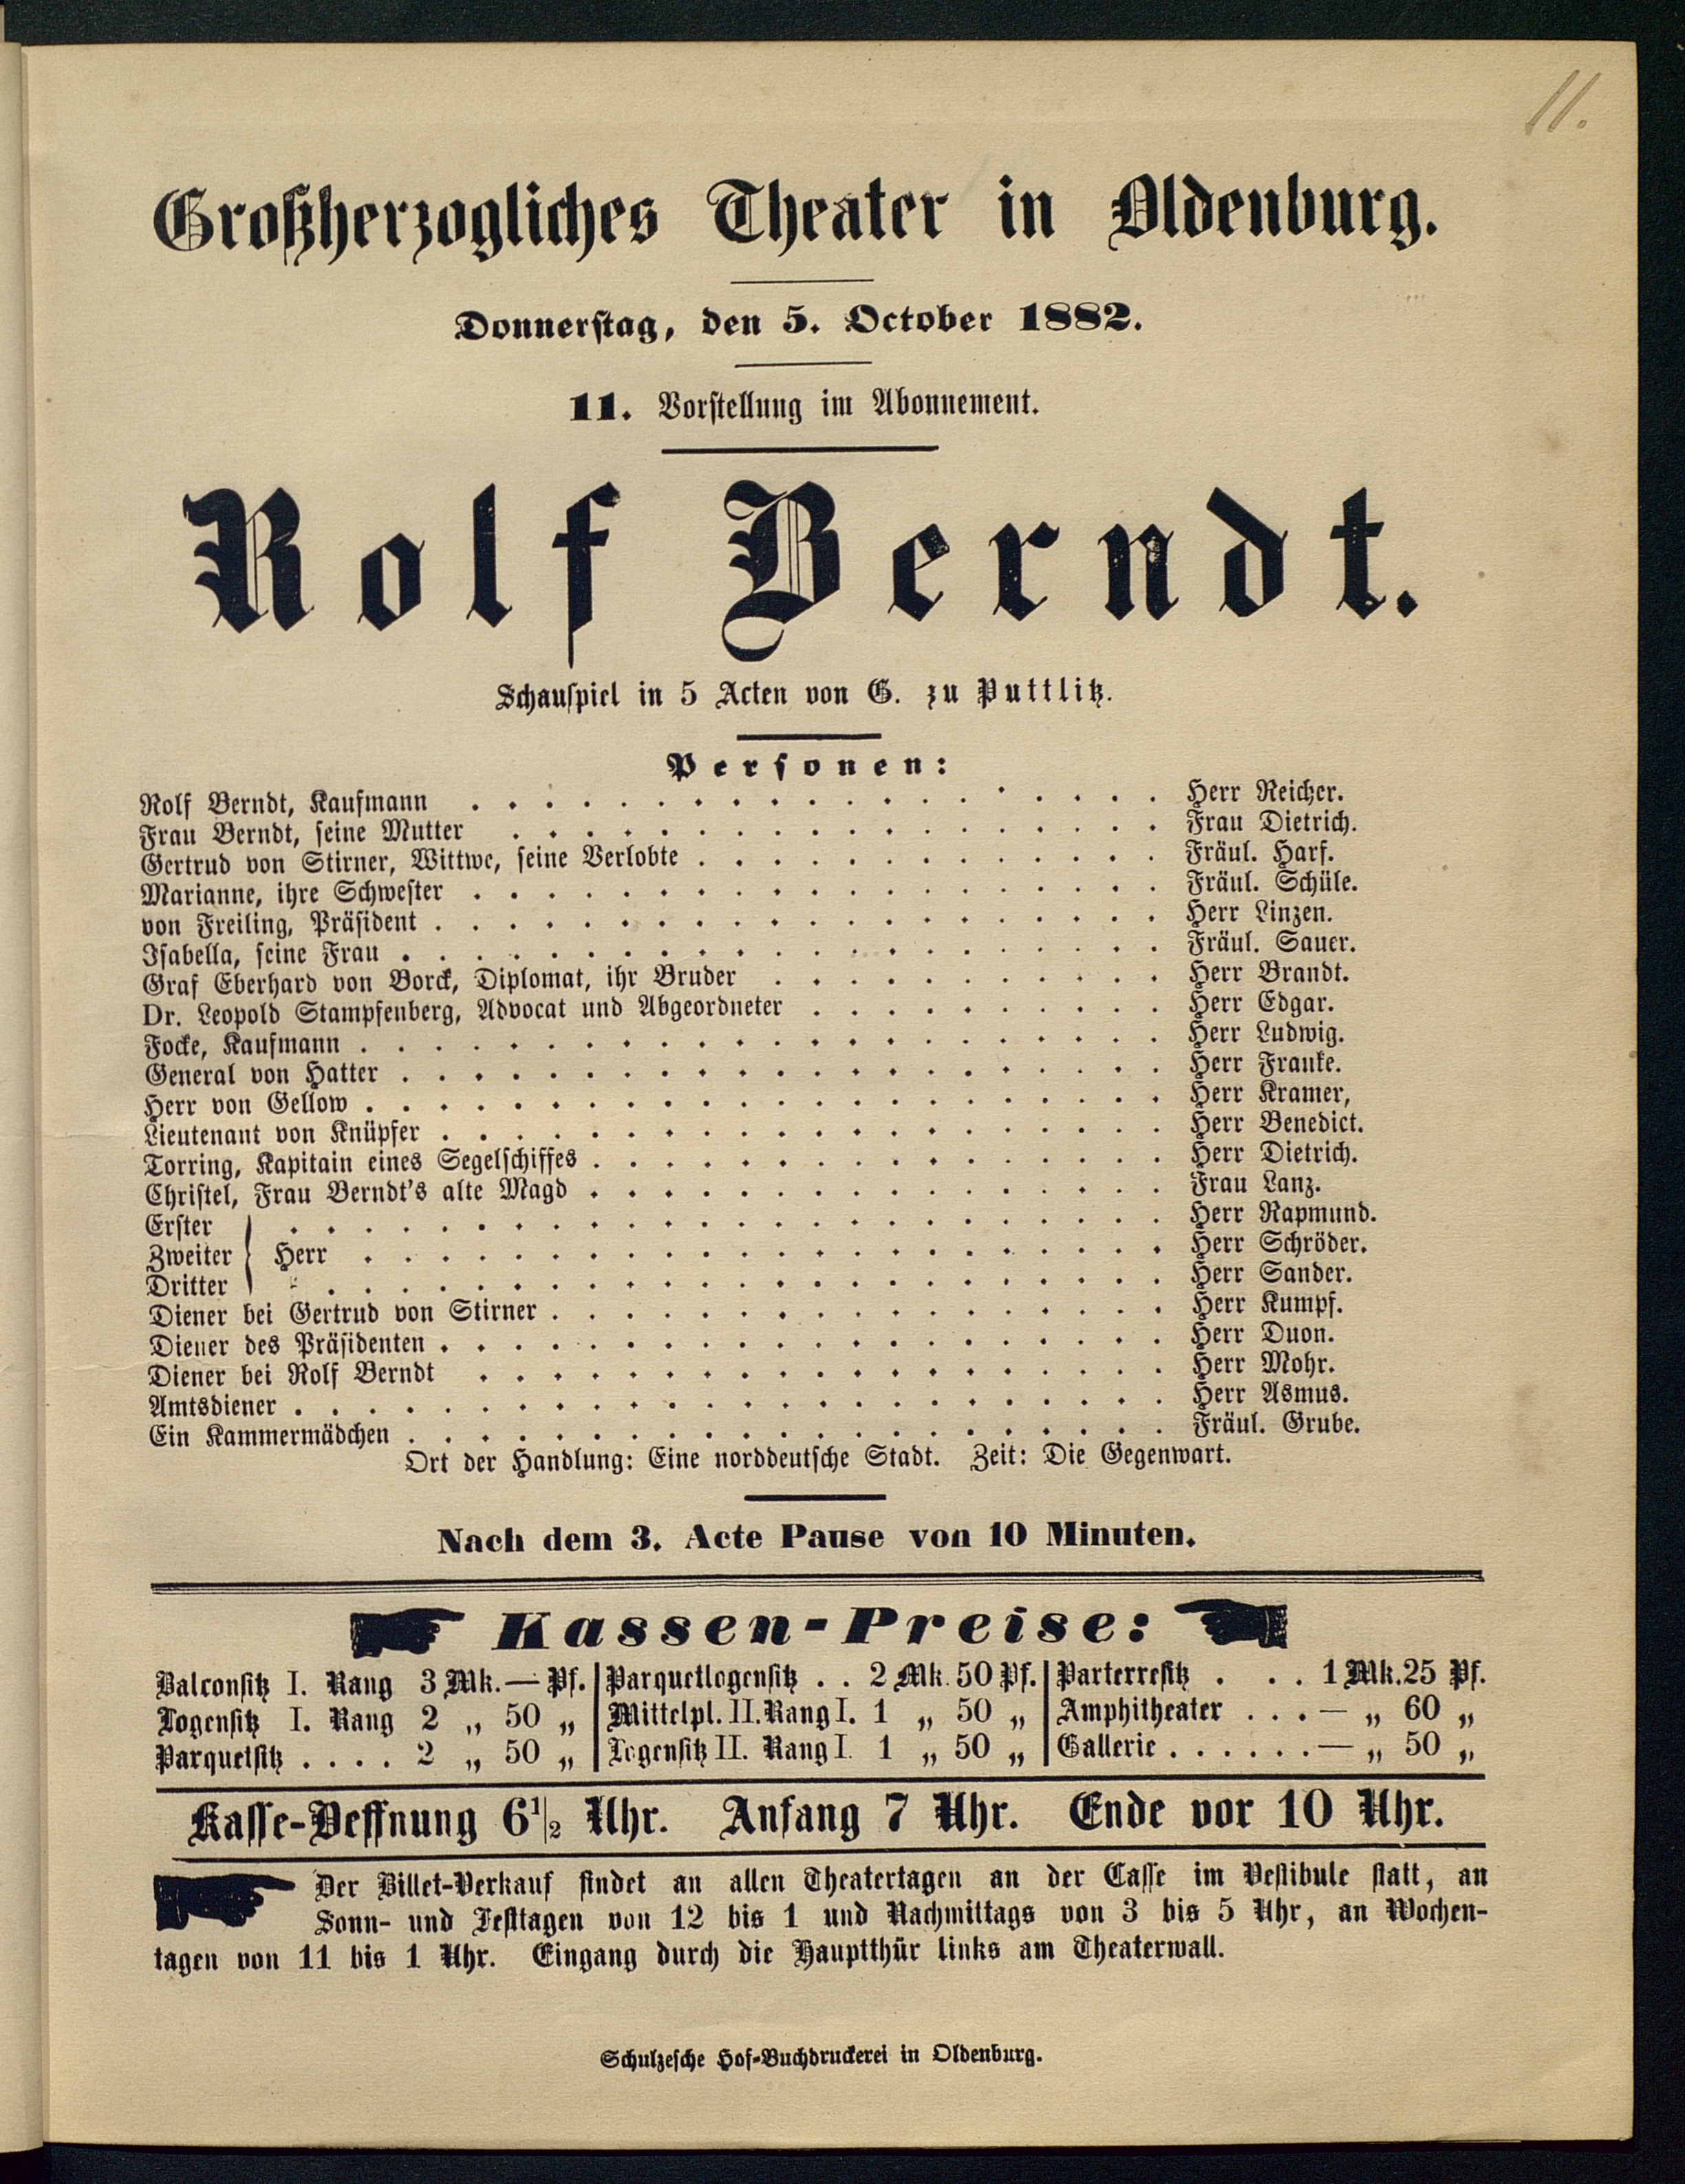 11.
Großherzogliches Theater in Oldenburg.
Donnerstag, den 5. October 1882.
11. Vorstellung im Abonnement.
Rolf Berndt.
Schauspiel in 5 Acten von G. zu Puttlitz.
Personen:
Rolf Berndt, Kaufmann . . . . . . . . . . Herr Reicher.
Frau Berndt, seine Mutter . . . . . . . . . . Frau Dietrich.
Gertrud von Stirner, Wittwe, seine Verlobte . . . . . . . . . . Fräul. Harf.
Marianne, ihre Schwester . . . . . . . . . . Fräul. Schüle.
von Freiling, Präsident . . . . . . . . . . Herr Linzen.
Isabella, seine Frau . . . . . . . . . . Fräul. Sauer.
Graf Eberhard von Borck, Diplomat, ihr Bruder . . . . . . . . . . Herr Brandt.
Dr. Leopold Stampfenberg, Advocat und Abgeordneter . . . . . . . . . . Herr Edgar.
Focke, Kaufmann . . . . . . . . . . Herr Ludwig.
General von Hatter . . . . . . . . . . Herr Franke.
Herr von Gellow . . . . . . . . . . Herr Kramer,
Lieutenant von Knüpfer . . . . . . . . . . Herr Benedict.
Torring, Kapitain eines Segelschiffes . . . . . . . . . . Herr Dietrich.
Christel, Frau Berndt's alte Magd . . . . . . . . . . Frau Lanz.
Erster . . . . . . . . . . Herr Rapmund.
Zweiter } Herr . . . . . . . . . . Herr Schröder.
Dritter . . . . . . . . . . Herr Sander.
Diener bei Gertrud von Stirner . . . . . . . . . . Herr Kumpf.
Diener des Präsidenten . . . . . . . . . . Herr Duon.
Diener bei Rolf Berndt . . . . . . . . . . Herr Mohr.
Amtsdiener . . . . . . . . . . Herr Asmus.
Ein Kammermädchen . . . . . . . . . . Fräul. Grube.
Ort der Handlung: Eine norddeutsche Stadt. Zeit: Die Gegenwart.
Nach dem 3. Acte Pause von 10 Minuten.
Kassen-Preise:
Balconsitz I. Rang 3 Mk. — Pf. | Parquetlogensitz . . 2 Mk. 50 Pf. | Parterresitz . . . 1 Mk. 25 Pf.
Logensitz I. Rang 2 „ 50 „ | Mittelpl. II. Rang I. 1 „ 50 „ | Amphitheater . . . — „ 60 „
Parquetsitz . . . . 2 „ 50 „ | Logensitz II. Rang I. 1 „ 50 „ | Gallerie . . . . . . — „ 50 „
Kasse-Oeffnung 6 1/2 Uhr. Anfang 7 Uhr. Ende vor 10 Uhr.
Der Billet-Verkauf findet an allen Theatertagen an der Casse im Vestibule statt, an
Sonn- und Festtagen von 12 bis 1 und Nachmittags von 3 bis 5 Uhr, an Wochen-
tagen von 11 bis 1 Uhr. Eingang durch die Hauptthür links am Theaterwall.
Schulzesche Hof-Buchdruckerei in Oldenburg.